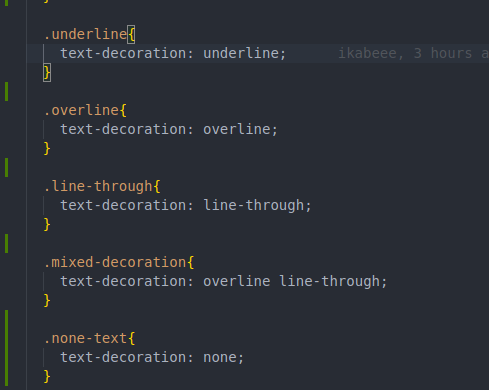 .underline{
text-decoration: underline; ikabeee, 3 hours a
}
.overline{
text-decoration: overline;
}
.line-through{
text-decoration: line-through;
}
.mixed-decoration{
text-decoration: overline line-through;
}
.none-text{
text-decoration: none;
}